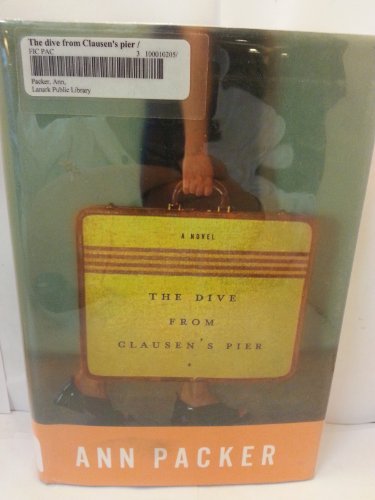 The dive from Clausen's pier /
FIC PAC
3 100016205/
Packer, Ann,
Lanark Public Library
A NOVEL
THE DIVE
FROM
CLAUSEN'S PIER
ANN PACKER